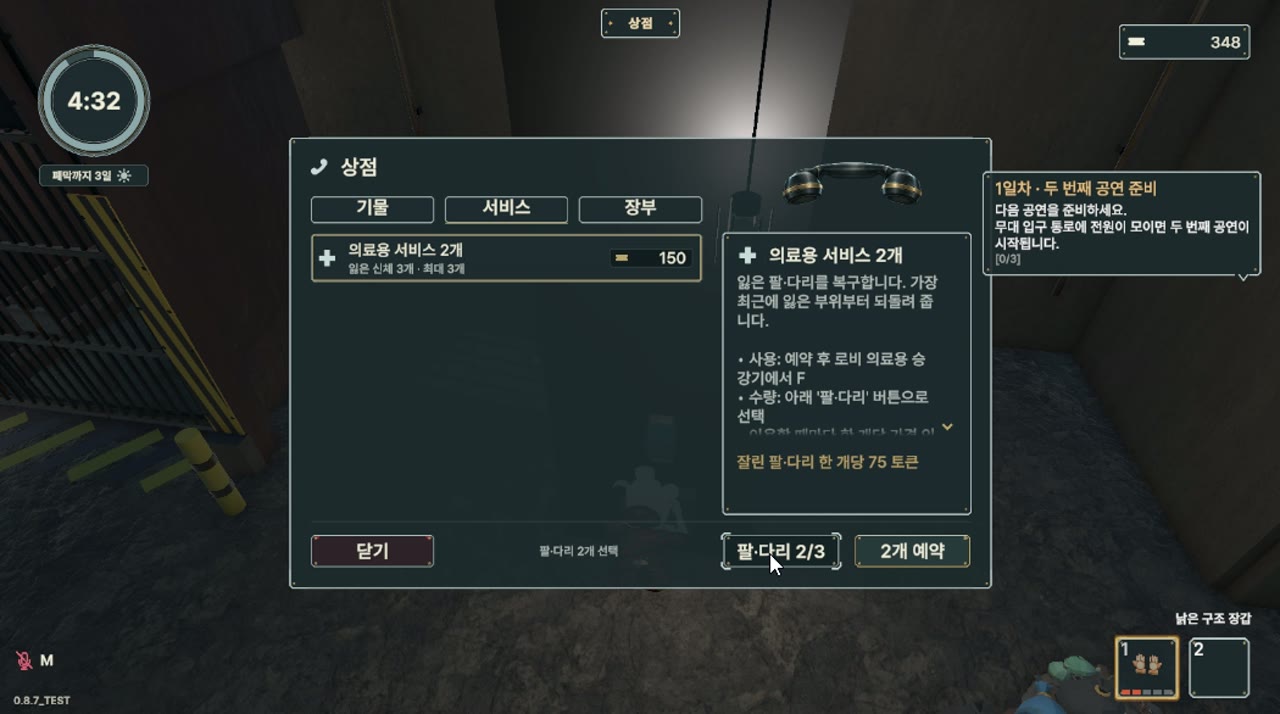 상점
348
4:32
폐막까지 3일
상점
기물
서비스
장부
의료용 서비스 2개
잃은 신체 3개 · 최대 3개
150
의료용 서비스 2개
잃은 팔·다리를 복구합니다. 가장
최근에 잃은 부위부터 되돌려 줍
니다.
• 사용: 예약 후 로비 의료용 승
강기에서 F
• 수량: 아래 '팔·다리' 버튼으로
선택
잘린 팔·다리 한 개당 75 토큰
닫기
팔·다리 2개 선택
팔·다리 2/3
2개 예약
1일차 · 두 번째 공연 준비
다음 공연을 준비하세요.
무대 입구 통로에 전원이 모이면 두 번째 공연이
시작됩니다.
[0/3]
낡은 구조 장갑
1
2
M
0.8.7_TEST